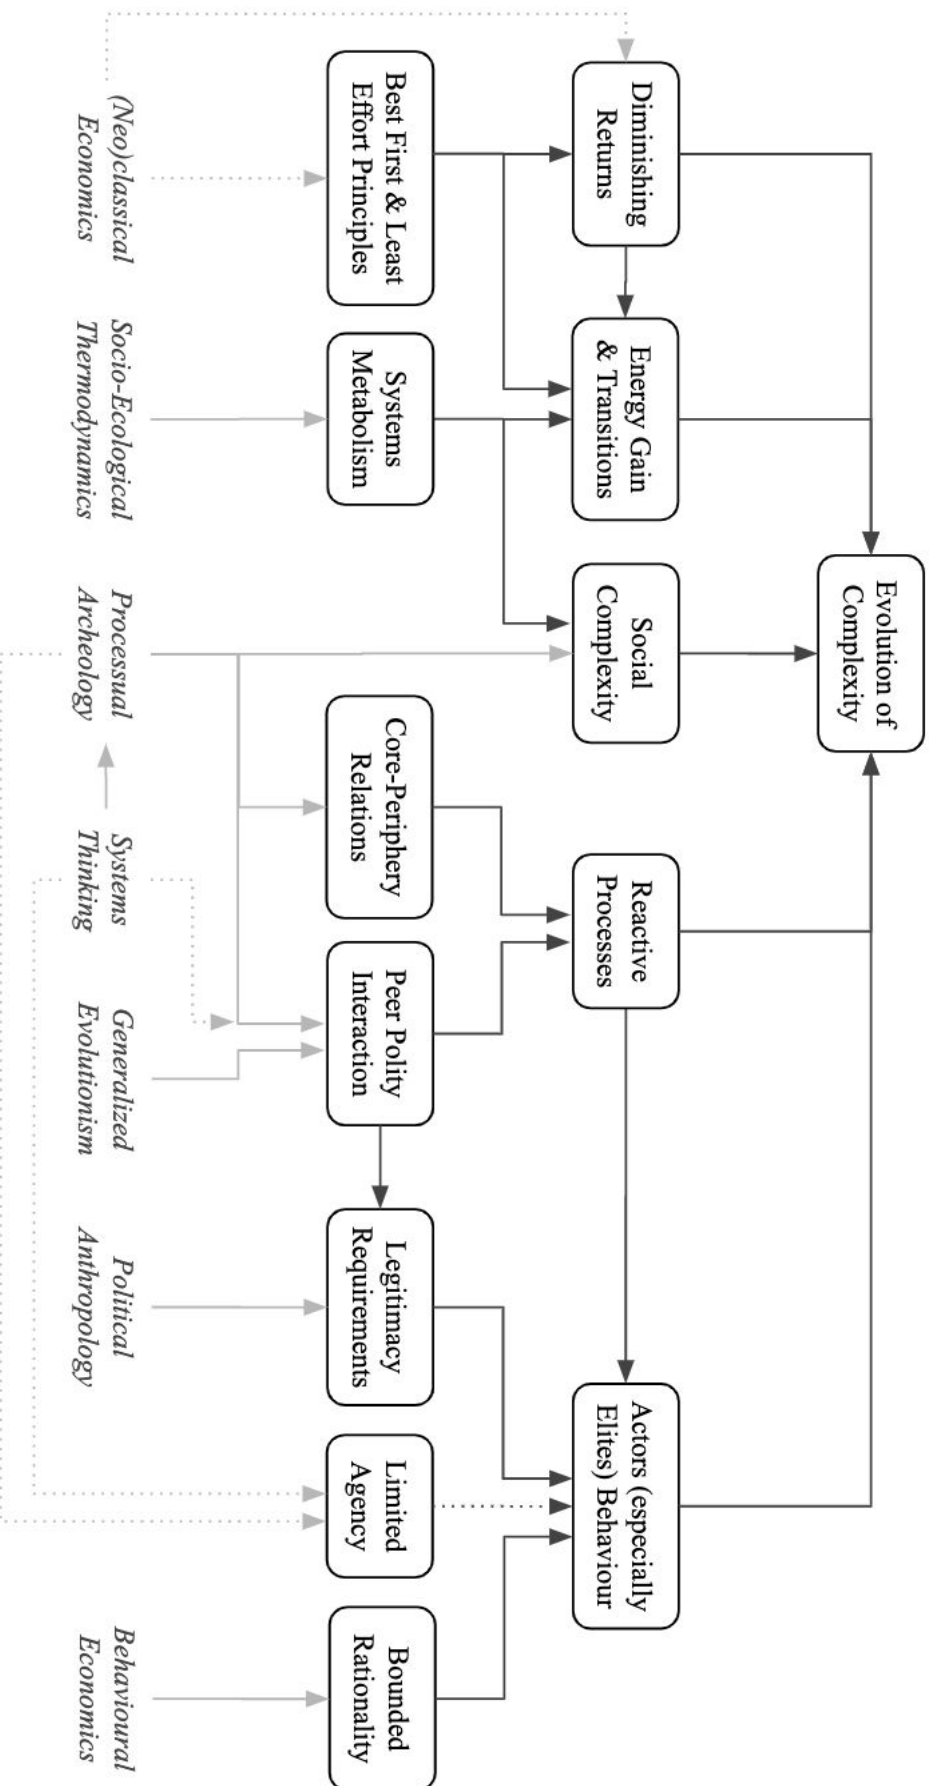 Evolution of
Complexity
Diminishing
Returns
Energy Gain
& Transitions
Social
Complexity
Reactive
Processes
Actors (especially
Elites) Behaviour
Best First & Least
Effort Principles
Systems
Metabolism
Core-Periphery
Relations
Peer Polity
Interaction
Legitimacy
Requirements
Limited
Agency
Bounded
Rationality
(Neo)classical
Economics
Socio-Ecological
Thermodynamics
Processual
Archeology
Systems
Thinking
Generalized
Evolutionism
Political
Anthropology
Behavioural
Economics